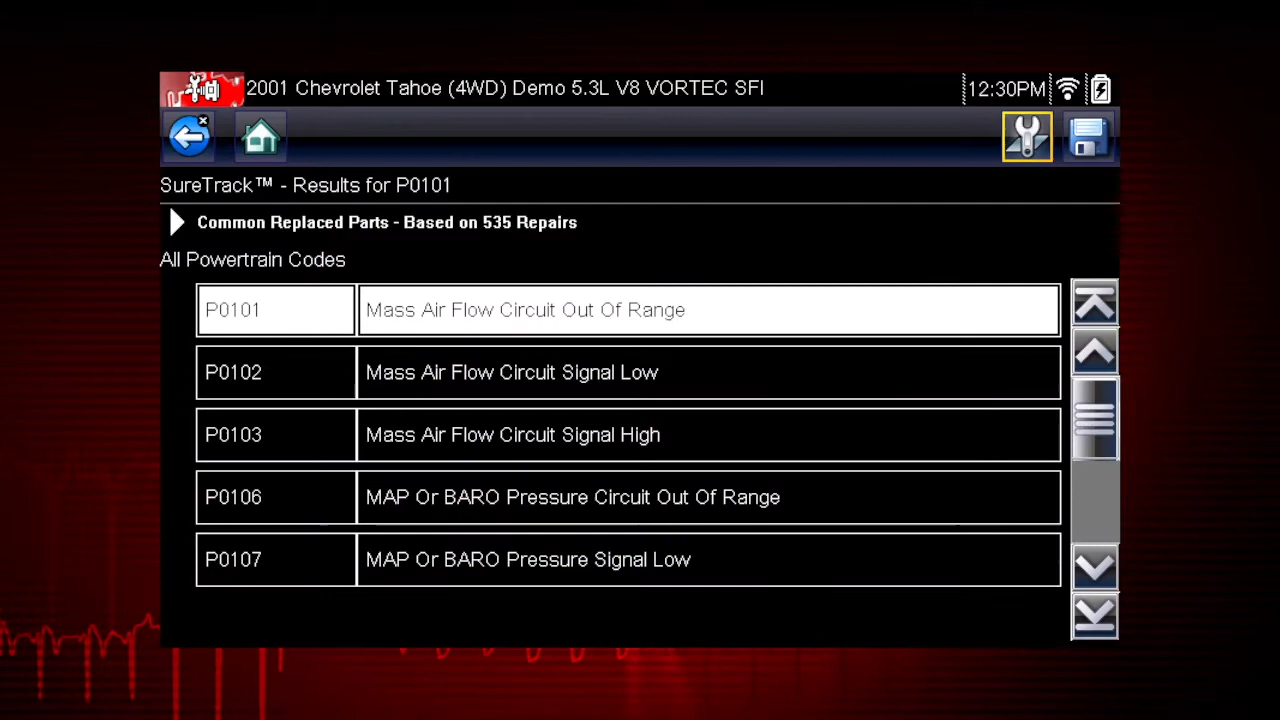 2001 Chevrolet Tahoe (4WD) Demo 5.3L V8 VORTEC SFI 12:30PM
SureTrack™ - Results for P0101
Common Replaced Parts - Based on 535 Repairs
All Powertrain Codes
P0101 Mass Air Flow Circuit Out Of Range
P0102 Mass Air Flow Circuit Signal Low
P0103 Mass Air Flow Circuit Signal High
P0106 MAP Or BARO Pressure Circuit Out Of Range
P0107 MAP Or BARO Pressure Signal Low